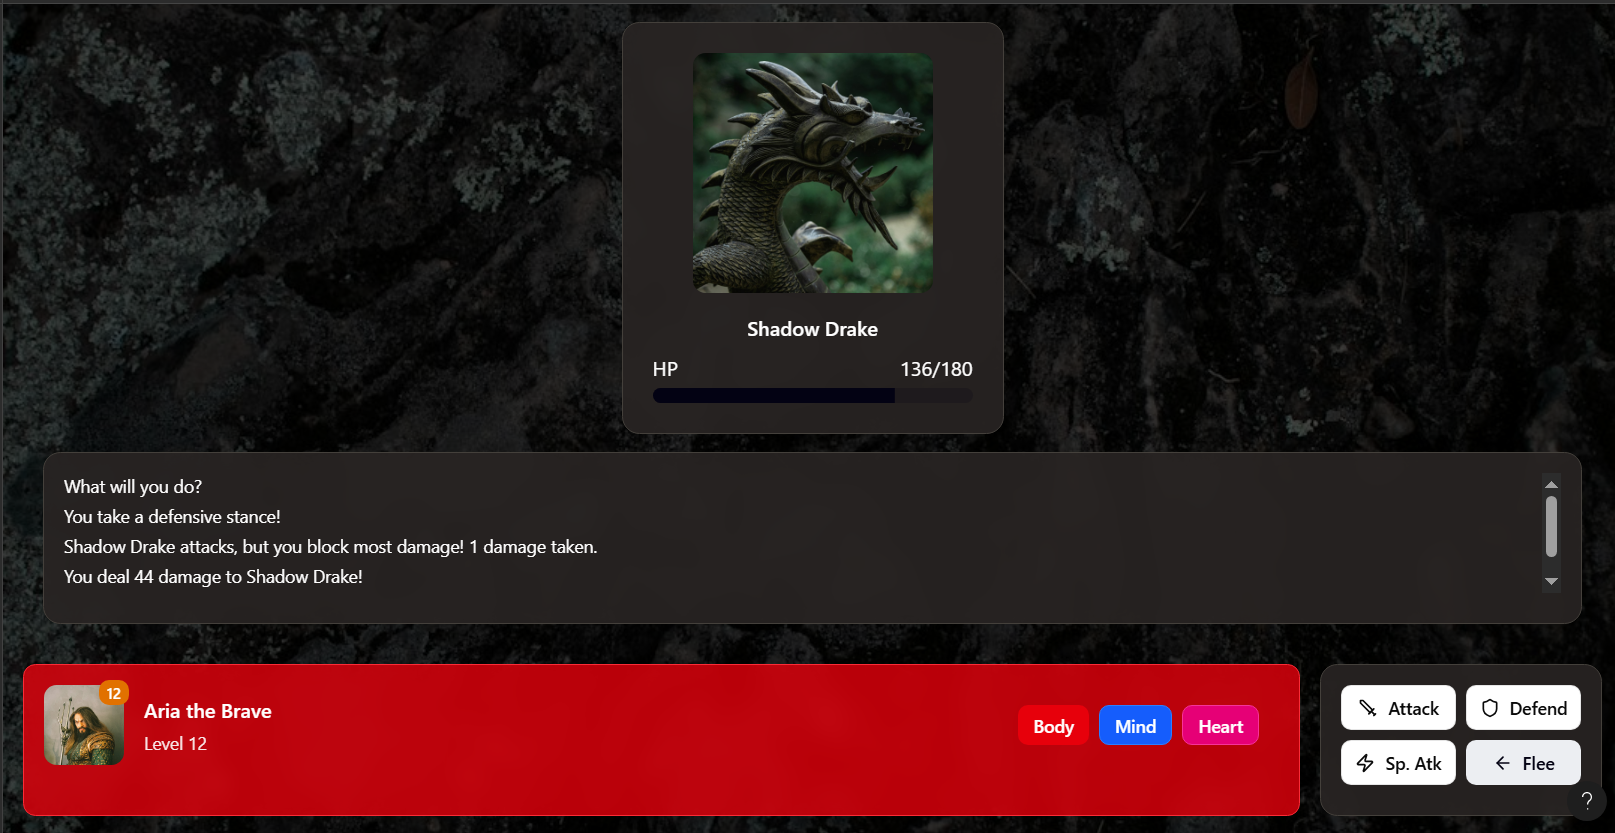 Shadow Drake
HP 136/180
What will you do?
You take a defensive stance!
Shadow Drake attacks, but you block most damage! 1 damage taken.
You deal 44 damage to Shadow Drake!
12
Aria the Brave
Level 12
Body Mind Heart
Attack Defend
Sp. Atk Flee
?